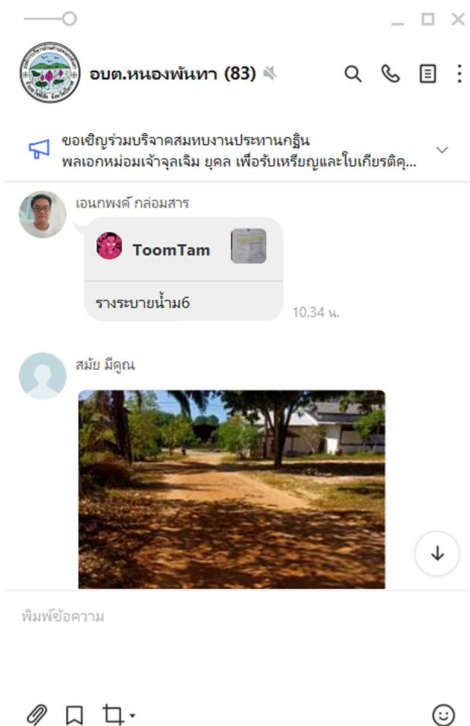 อบต.หนองพันทา (83)
ขอเชิญร่วมบริจาคสมทบงานประทานกฐิน
พลเอกหม่อมเจ้าจุลเจิม ยุคล เพื่อรับเหรียญและใบเกียรติคุ...
เอนกพงค์ กล่อมสาร
ToomTam
รางระบายน้ำม6
10.34 น.
สมัย มีคูณ
พิมพ์ข้อความ